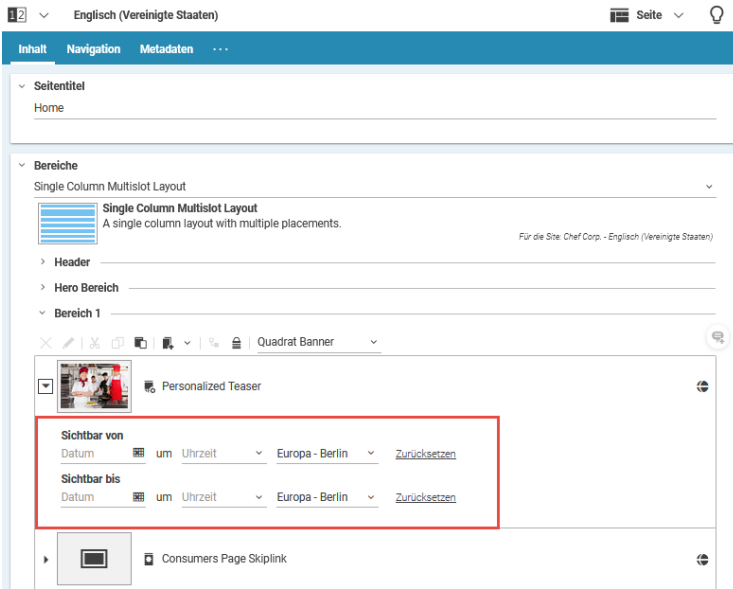 12 Englisch (Vereinigte Staaten) Seite
Inhalt Navigation Metadaten ···
Seitentitel
Home
Bereiche
Single Column Multislot Layout
Single Column Multislot Layout
A single column layout with multiple placements.
Für die Site: Chef Corp. - Englisch (Vereinigte Staaten)
Header
Hero Bereich
Bereich 1
Quadrat Banner
Personalized Teaser
Sichtbar von
Datum um Uhrzeit Europa - Berlin Zurücksetzen
Sichtbar bis
Datum um Uhrzeit Europa - Berlin Zurücksetzen
Consumers Page Skiplink